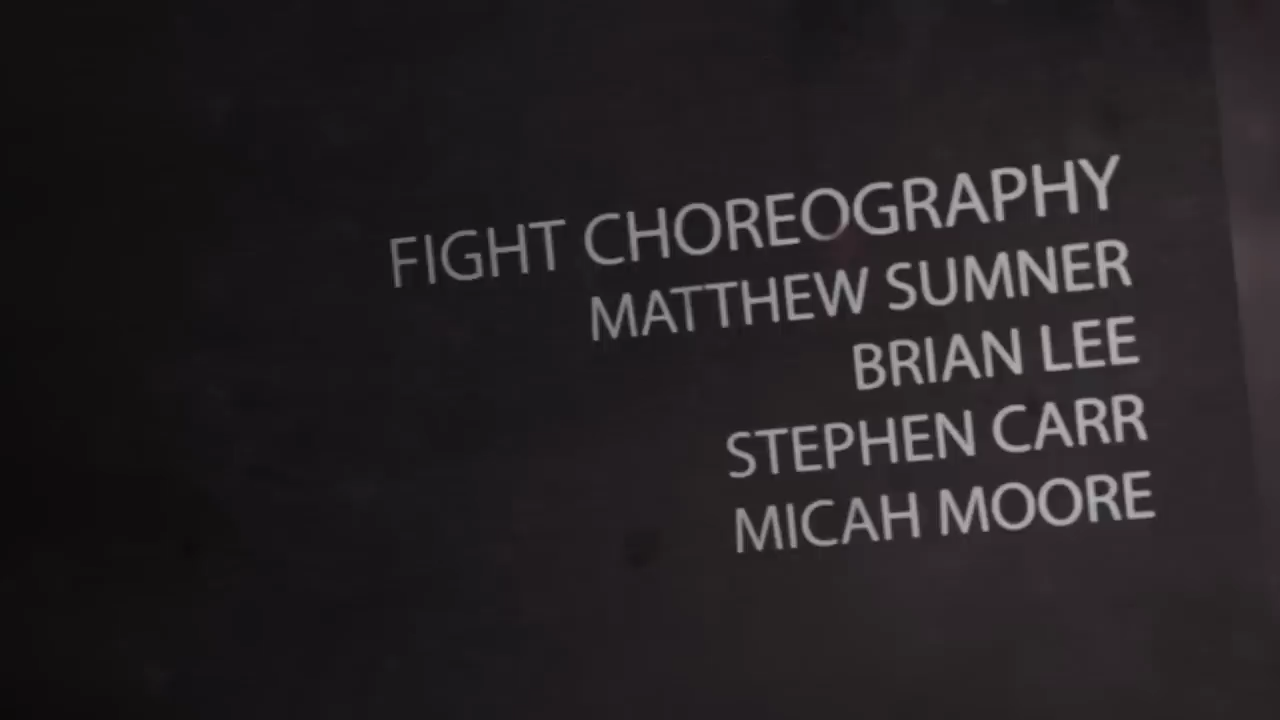 FIGHT CHOREOGRAPHY
MATTHEW SUMNER
BRIAN LEE
STEPHEN CARR
MICAH MOORE